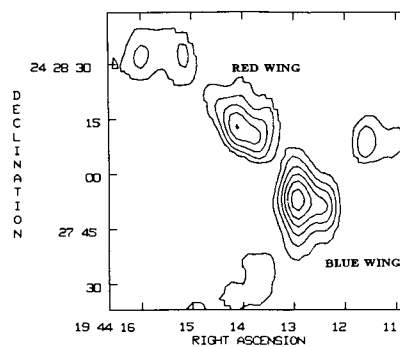 DECLINATION
24 28 30
15
00
27 45
30
RED WING
BLUE WING
19 44 16 15 14 13 12 11
RIGHT ASCENSION